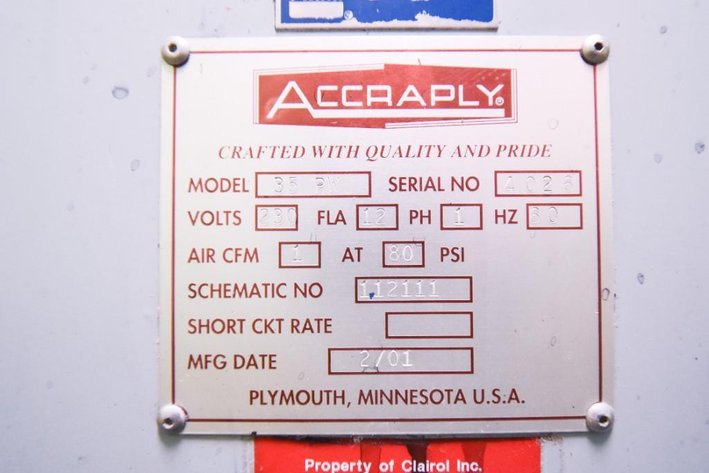 ACCRAPLY®
CRAFTED WITH QUALITY AND PRIDE
MODEL 35 PW SERIAL NO A026
VOLTS 230 FLA 12 PH 1 HZ 60
AIR CFM 1 AT 80 PSI
SCHEMATIC NO 112111
SHORT CKT RATE
MFG DATE 2/01
PLYMOUTH, MINNESOTA U.S.A.
Property of Clairol Inc.